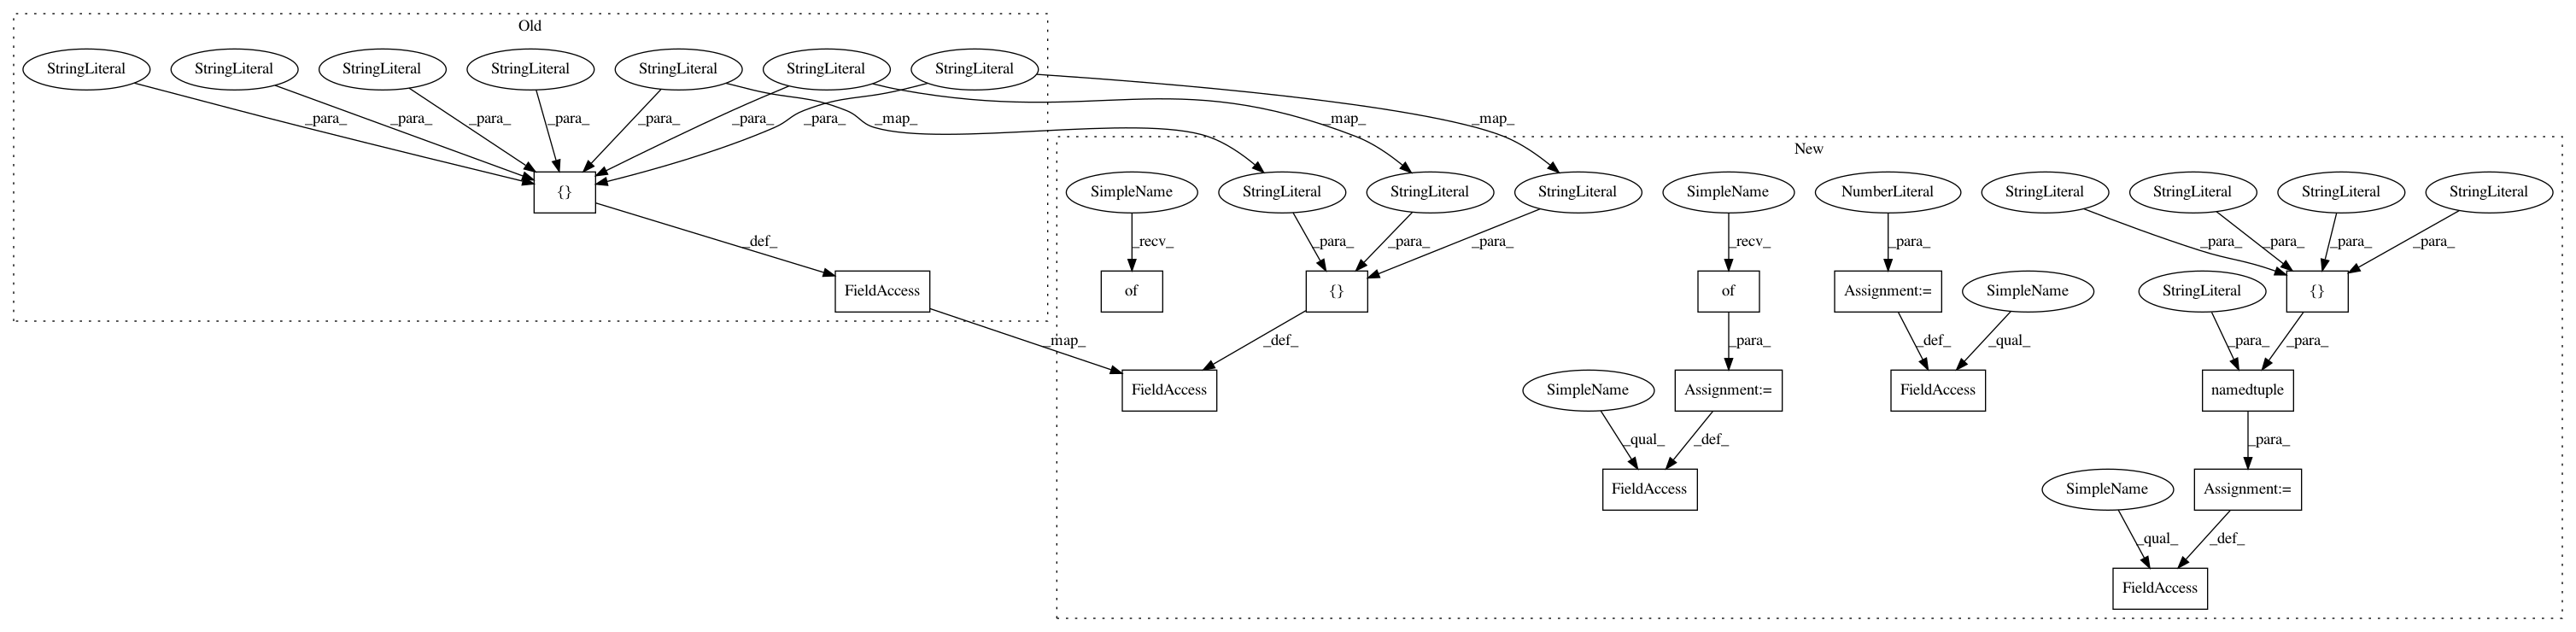 Old
StringLiteral StringLiteral StringLiteral StringLiteral StringLiteral StringLiteral StringLiteral
_para_ _para_ _para_ _para_ _para_ _para_ _para_ _map_ _map_ _map_
New
{} SimpleName StringLiteral StringLiteral StringLiteral SimpleName NumberLiteral StringLiteral StringLiteral StringLiteral StringLiteral
_def_ _recv_ _para_ _para_ _para_ _recv_ _para_ _para_ _para_ _para_ _para_
FieldAccess of {} of Assignment:= SimpleName StringLiteral {}
_map_ _def_ _para_ _def_ _qual_ _para_ _para_
FieldAccess SimpleName Assignment:= FieldAccess namedtuple
_qual_ _def_ _para_
FieldAccess SimpleName Assignment:=
_qual_ _def_
FieldAccess